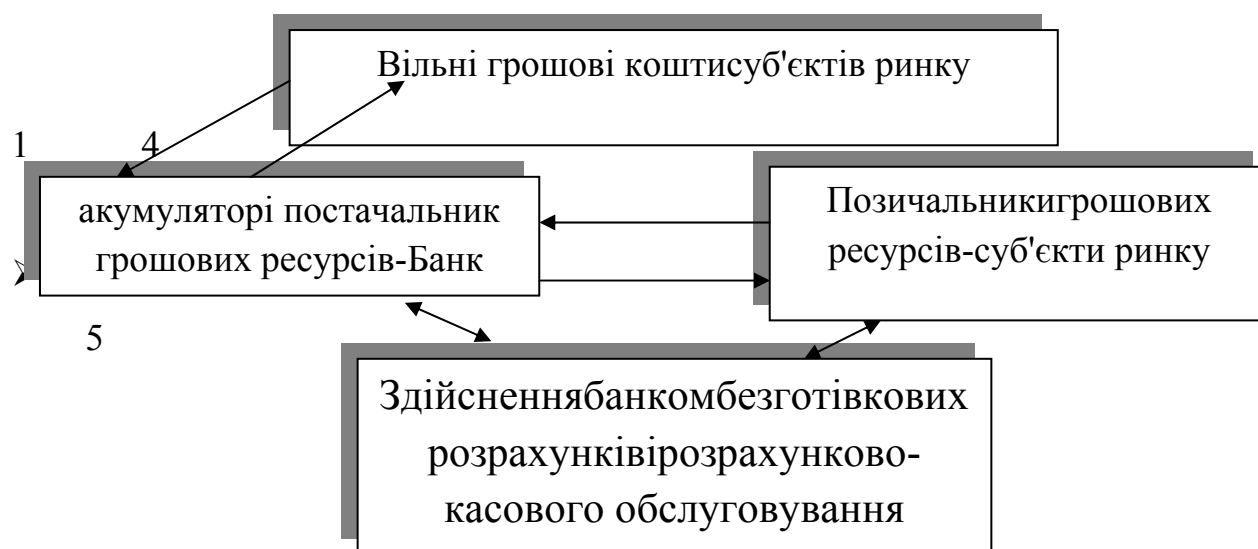 Вільні грошові коштисуб'єктів ринку
1 4
акумуляторі постачальник
грошових ресурсів-Банк
Позичальникигрошових
ресурсів-суб'єкти ринку
5
Здійсненнябанкомбезготівкових
розрахунківірозрахунково-
касового обслуговування